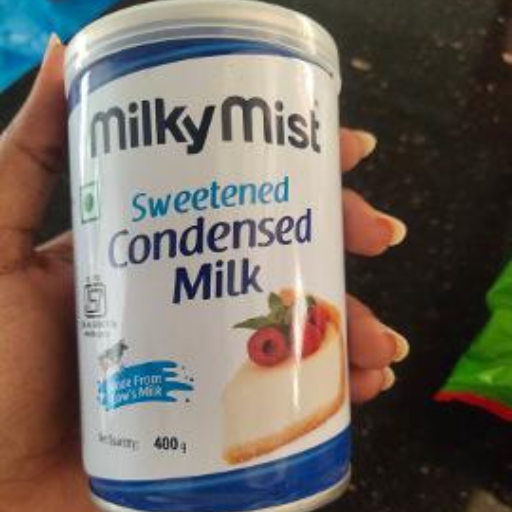 Milky Mist
Sweetened
Condensed
Milk
Made From
Cow's Milk
Net Quantity: 400 g